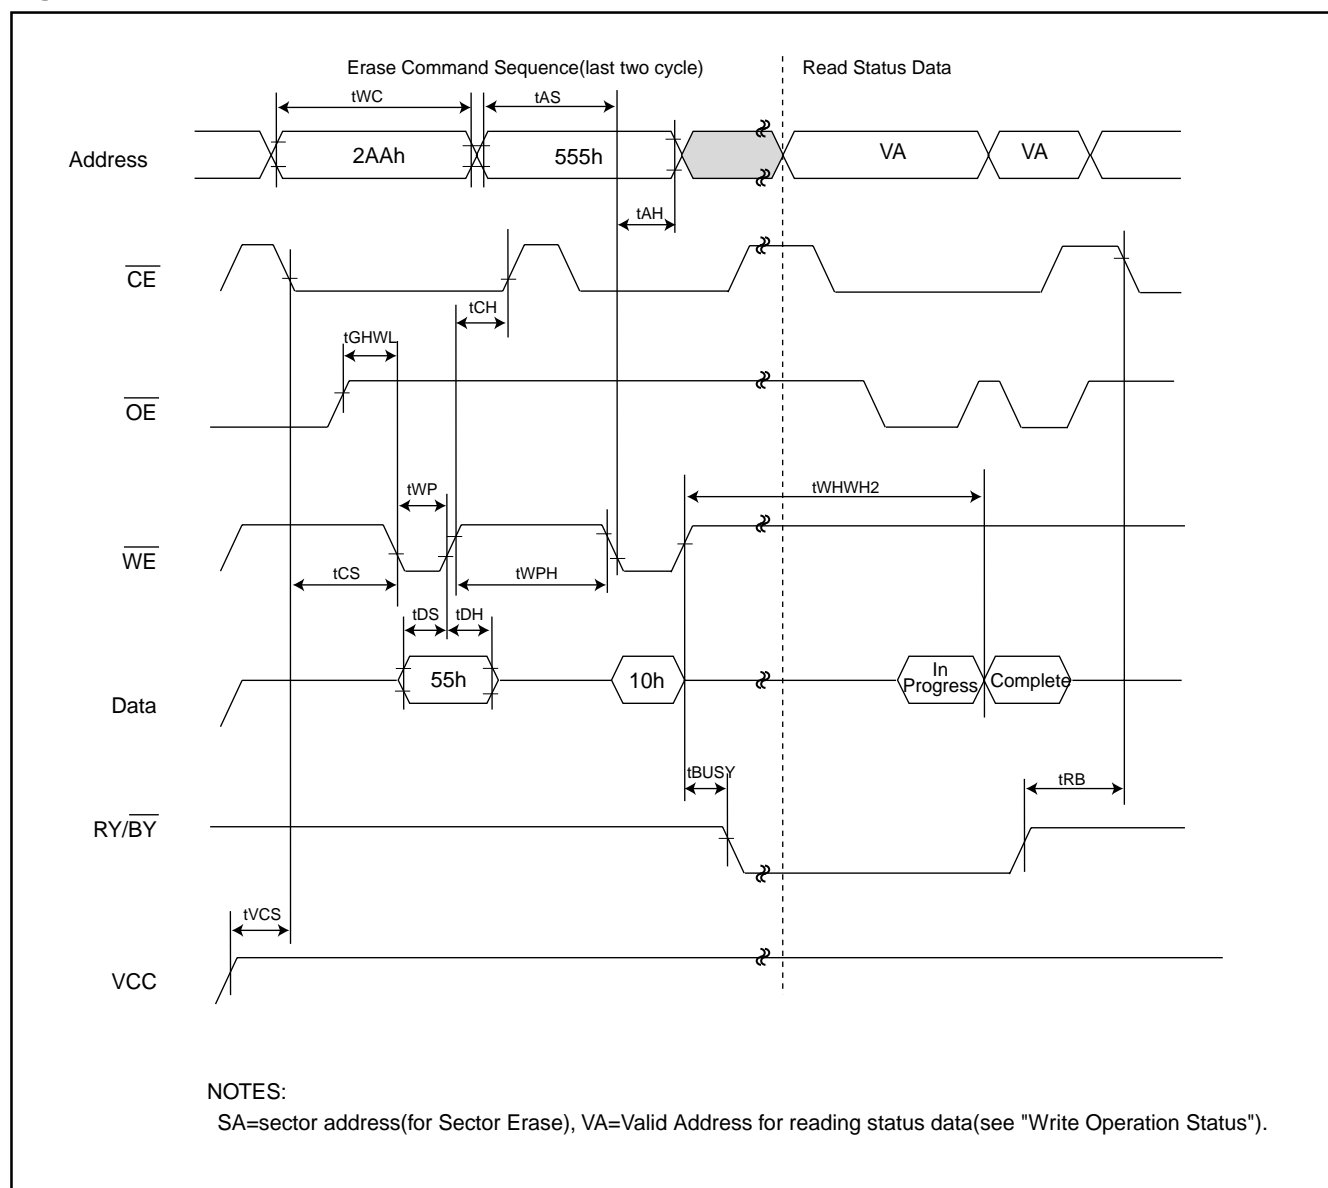 Erase Command Sequence(last two cycle)
Read Status Data
tWC
tAS
Address
2AAh
555h
VA
VA
tAH
CE
tCH
tGHWL
OE
tWP
tWHWH2
WE
tCS
tWPH
tDS
tDH
Data
55h
10h
In
Progress
Complete
tBUSY
tRB
RY/BY
tVCS
VCC
NOTES:
SA=sector address(for Sector Erase), VA=Valid Address for reading status data(see "Write Operation Status").